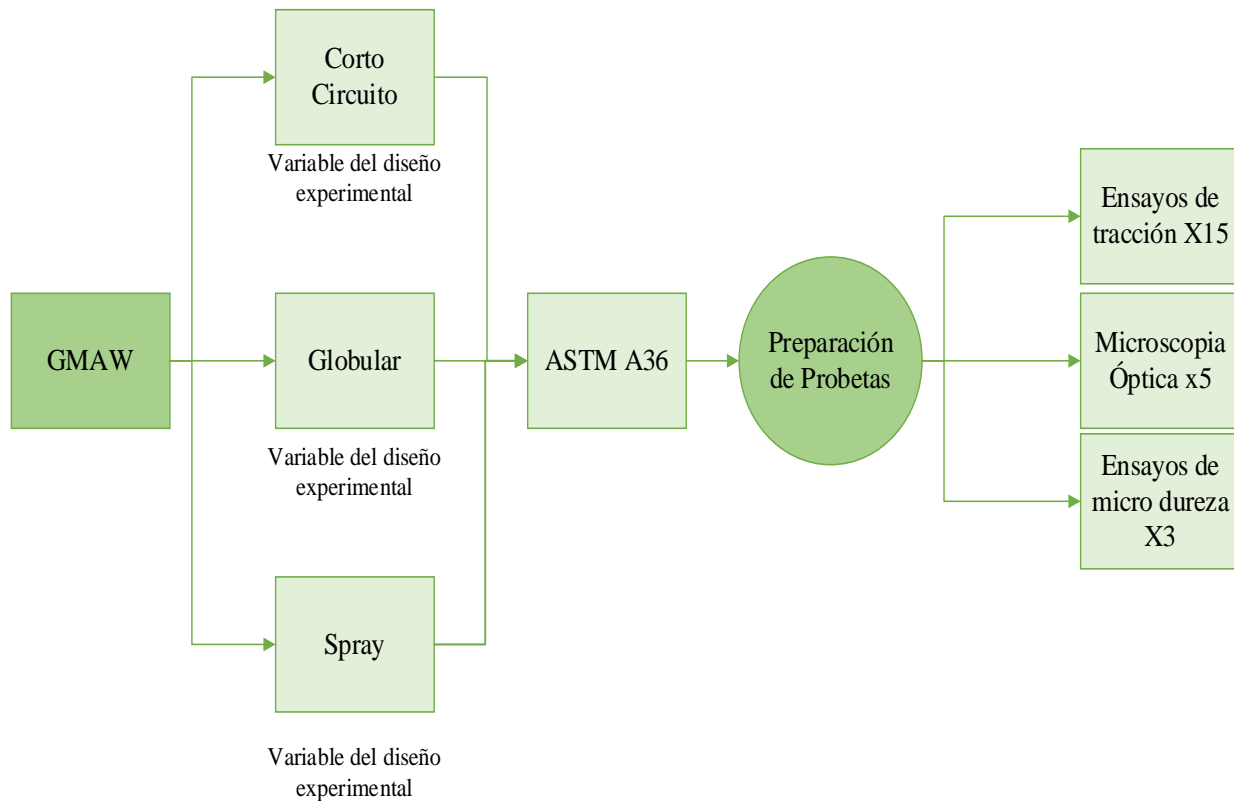 Corto
Circuito
Variable del diseño
experimental
GMAW
Globular
Variable del diseño
experimental
Spray
Variable del diseño
experimental
ASTM A36
Preparación
de Probetas
Ensayos de
tracción X15
Microscopia
Óptica x5
Ensayos de
micro dureza
X3